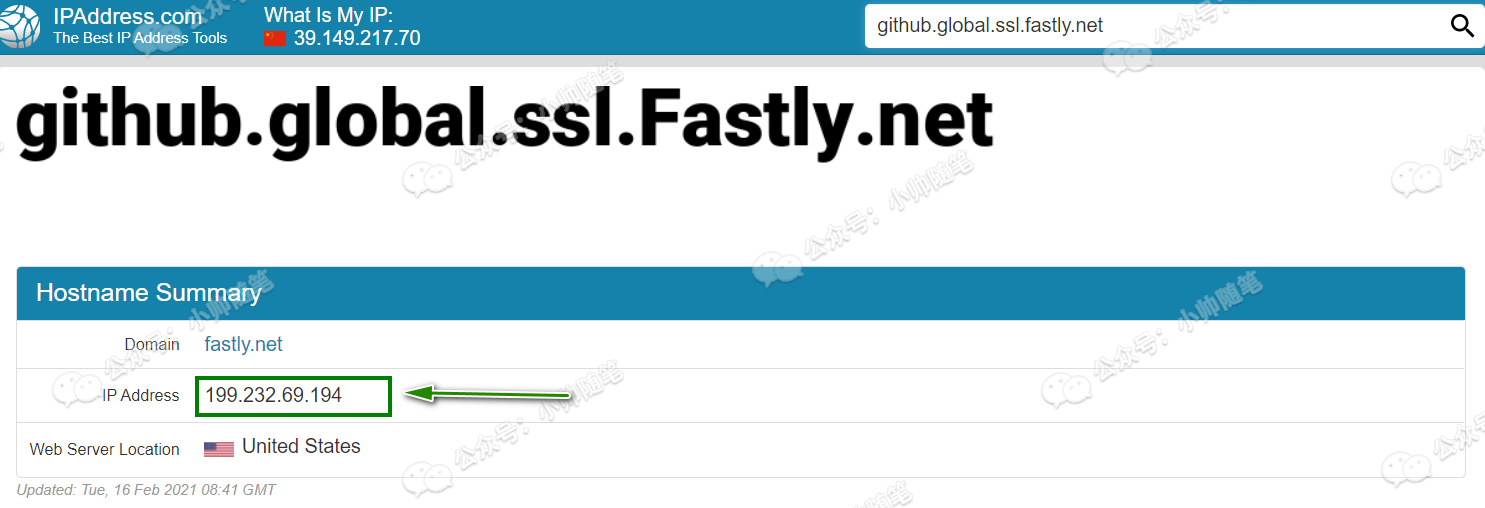 IPAddress.com
The Best IP Address Tools
What Is My IP:
39.149.217.70
github.global.ssl.fastly.net
github.global.ssl.Fastly.net
Hostname Summary
Domain fastly.net
IP Address 199.232.69.194
Web Server Location United States
Updated: Tue, 16 Feb 2021 08:41 GMT
公众号：小帅随笔